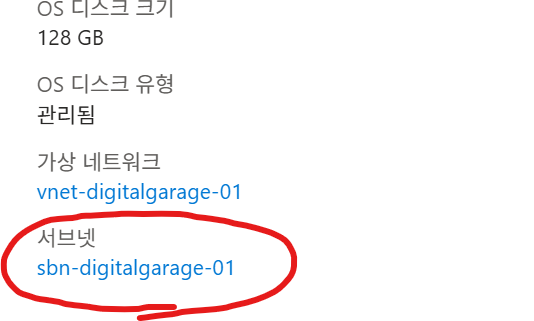 OS 디스크 크기
128 GB
OS 디스크 유형
관리됨
가상 네트워크
vnet-digitalgarage-01
서브넷
sbn-digitalgarage-01